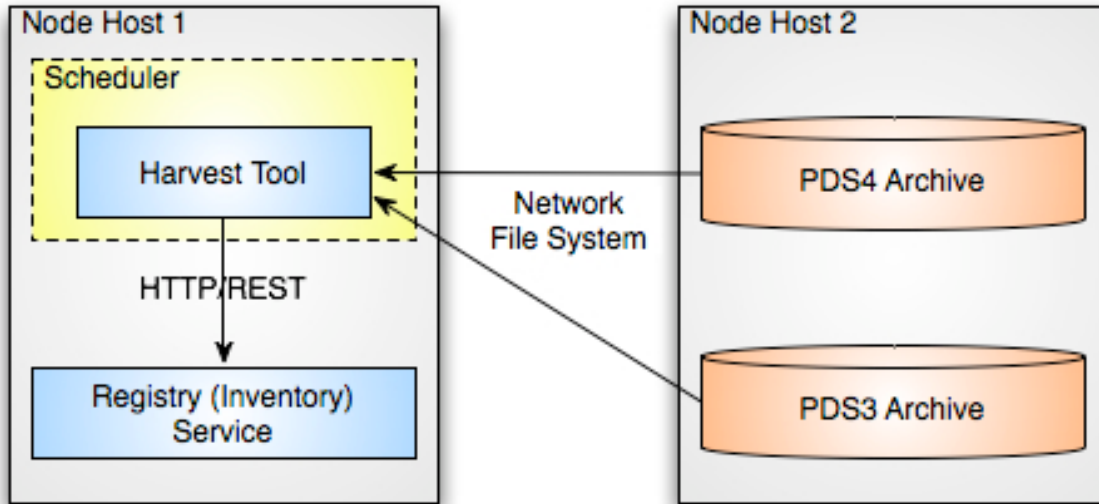 Node Host 1
Scheduler
Harvest Tool
HTTP/REST
Registry (Inventory)
Service
Network
File System
Node Host 2
PDS4 Archive
PDS3 Archive